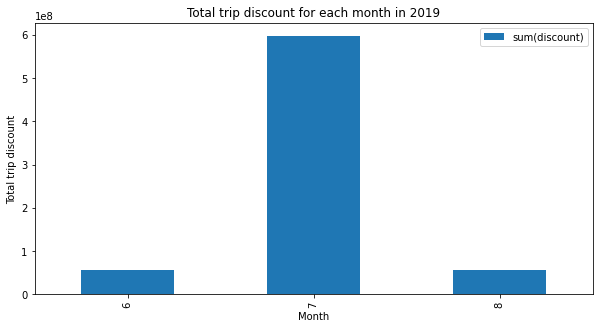 Total trip discount for each month in 2019
1e8
sum(discount)
6
5
4
3
2
1
0
Total trip discount
6
7
8
Month